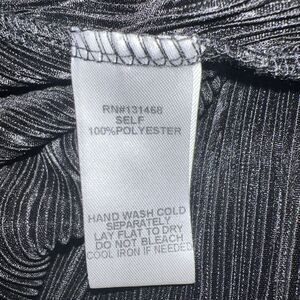 RN#131466
SELF
100%POLYESTER
HAND WASH COLD
SEPARATELY
LAY FLAT TO DRY
DO NOT BLEACH
COOL IRON IF NEEDED